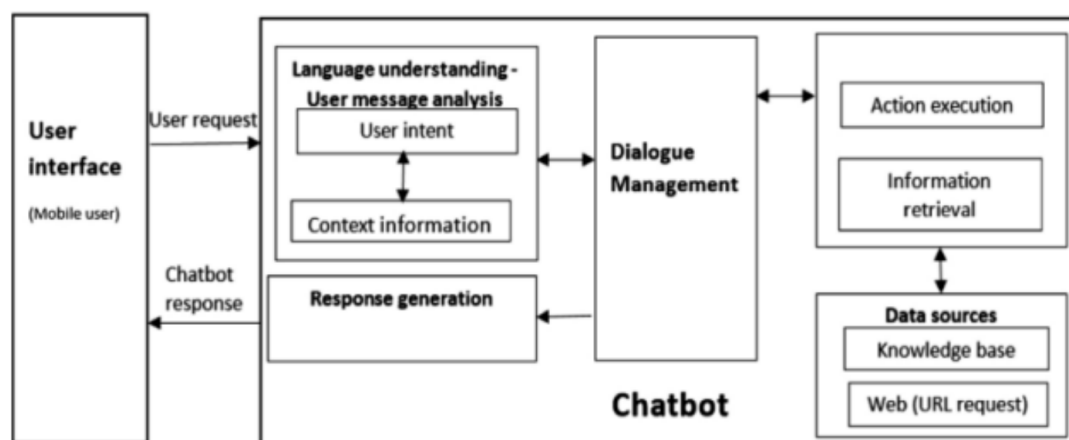 User
interface
(Mobile user)
User request
Chatbot
response
Language understanding -
User message analysis
User intent
Context information
Response generation
Dialogue
Management
Action execution
Information
retrieval
Data sources
Knowledge base
Web (URL request)
Chatbot